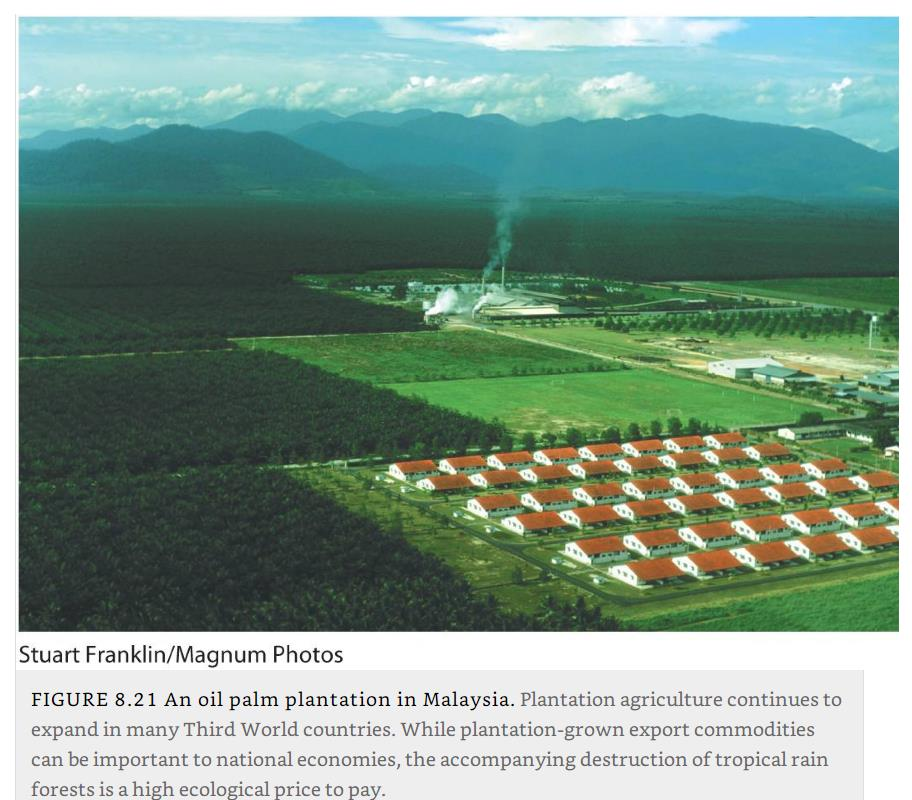 Stuart Franklin/Magnum Photos
FIGURE 8.21 An oil palm plantation in Malaysia. Plantation agriculture continues to
expand in many Third World countries. While plantation-grown export commodities
can be important to national economies, the accompanying destruction of tropical rain
forests is a high ecological price to pay.